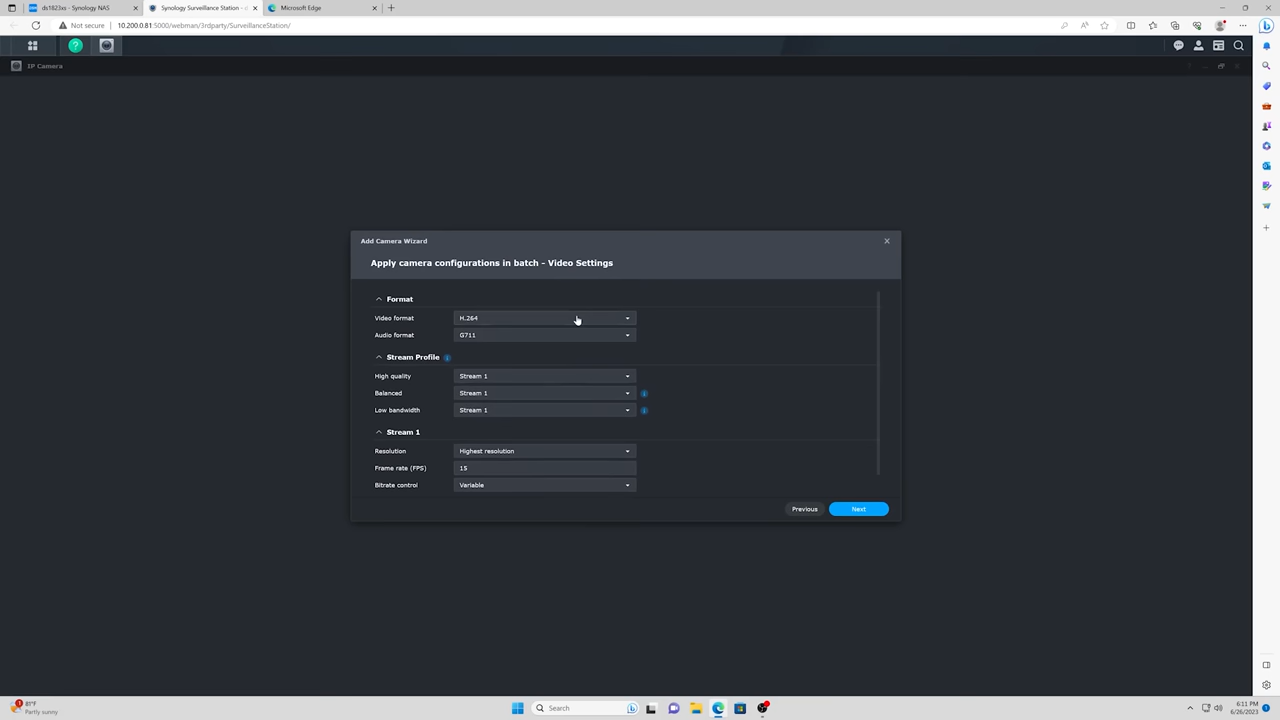 ds1823xs - Synology NAS
Synology Surveillance Station - d
Microsoft Edge
Not secure
10.200.0.81:5000/webman/3rdparty/SurveillanceStation/
IP Camera
Add Camera Wizard
Apply camera configurations in batch - Video Settings
Format
Video format H.264
Audio format G711
Stream Profile
High quality Stream 1
Balanced Stream 1
Low bandwidth Stream 1
Stream 1
Resolution Highest resolution
Frame rate (FPS) 15
Bitrate control Variable
Previous Next
1
81°F
Partly sunny
Search
6:11 PM
6/26/2023